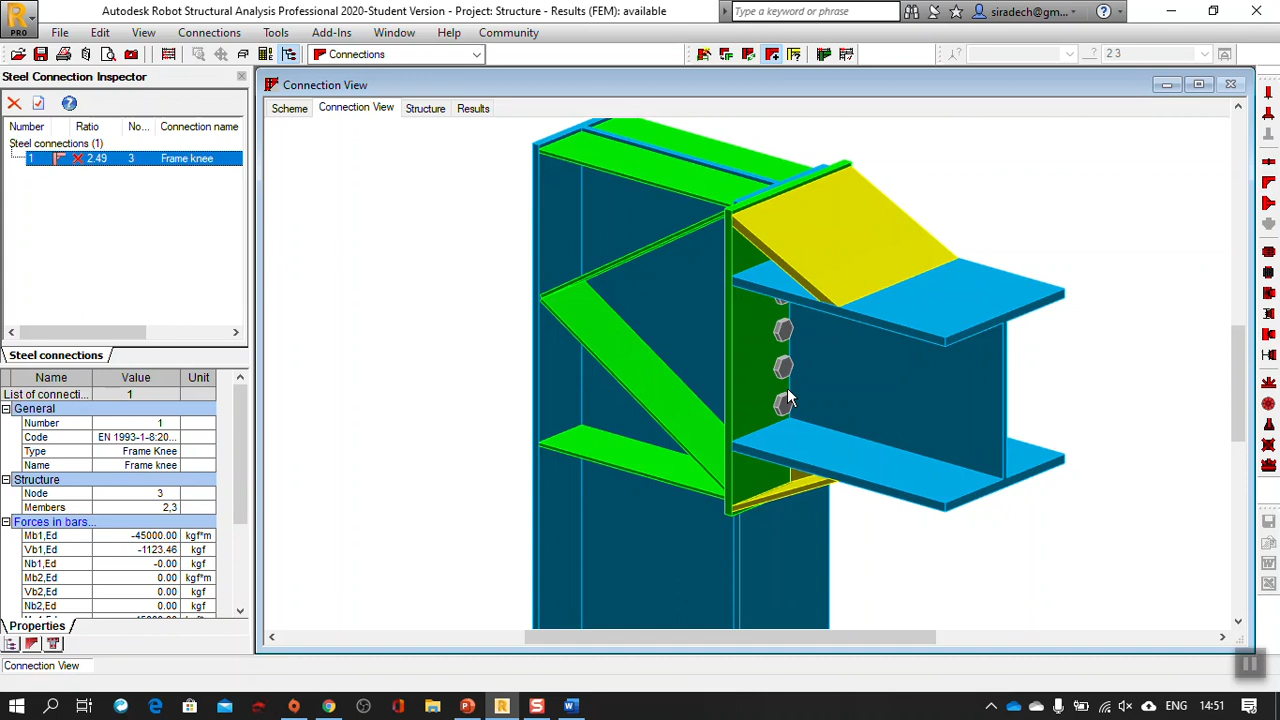 Autodesk Robot Structural Analysis Professional 2020-Student Version - Project: Structure - Results (FEM): available
Type a keyword or phrase
siradech@gm...
PRO
File Edit View Connections Tools Add-Ins Window Help Community
Connections
2 3
Steel Connection Inspector
Number Ratio No... Connection name
Steel connections (1)
1 2.49 3 Frame knee
Steel connections
Name Value Unit
List of connecti... 1
General
Number 1
Code EN 1993-1-8:20...
Type Frame Knee
Name Frame knee
Structure
Node 3
Members 2,3
Forces in bars...
Mb1,Ed -45000.00 kgf*m
Vb1,Ed -1123.46 kgf
Nb1,Ed -0.00 kgf
Mb2,Ed 0.00 kgf*m
Vb2,Ed 0.00 kgf
Nb2,Ed 0.00 kgf
Properties
Connection View
Scheme Connection View Structure Results
Connection View
ENG 14:51